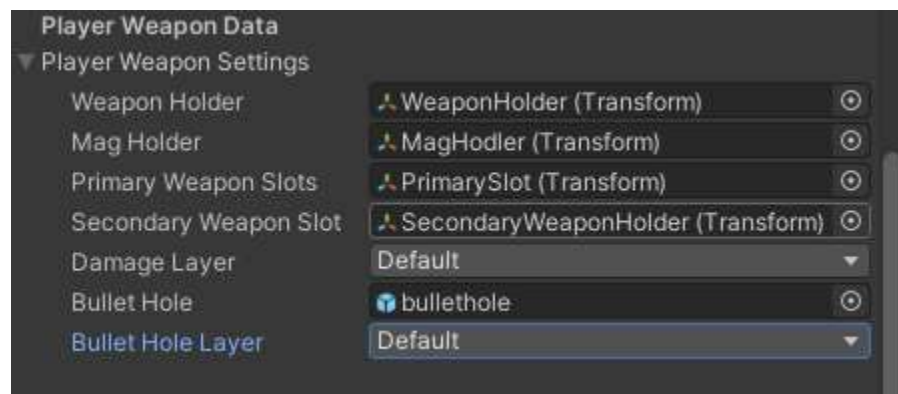 Player Weapon Data
Player Weapon Settings
Weapon Holder WeaponHolder (Transform)
Mag Holder MagHodler (Transform)
Primary Weapon Slots PrimarySlot (Transform)
Secondary Weapon Slot SecondaryWeaponHolder (Transform)
Damage Layer Default
Bullet Hole bullethole
Bullet Hole Layer Default